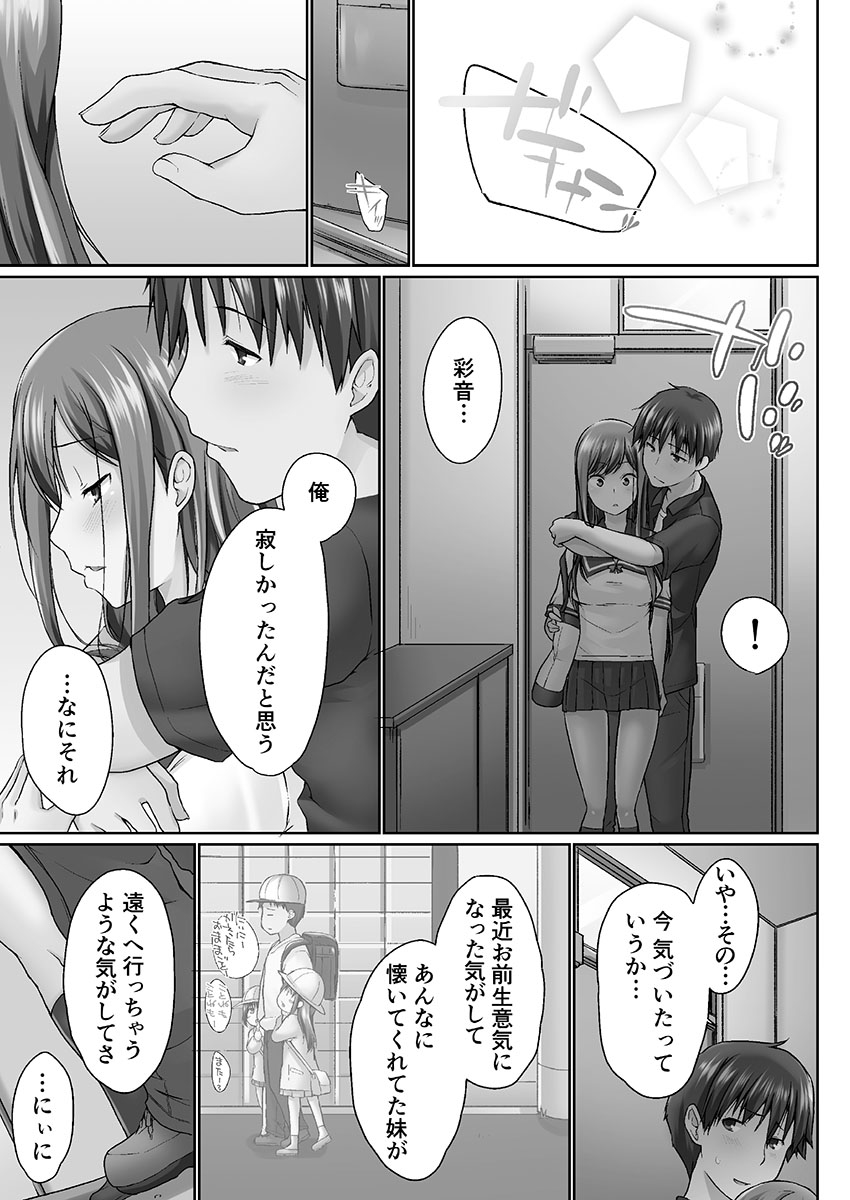 ガチャ
ギュ
彩音…
！
俺
寂しかったんだと思う
…なにそれ
いや…その…
今 気づいたって
いうか…
最近お前生意気に
なった気がして
あんなに
懐いてくれてた妹が
遠くへ行っちゃう
ような気がしてさ
…にぃに